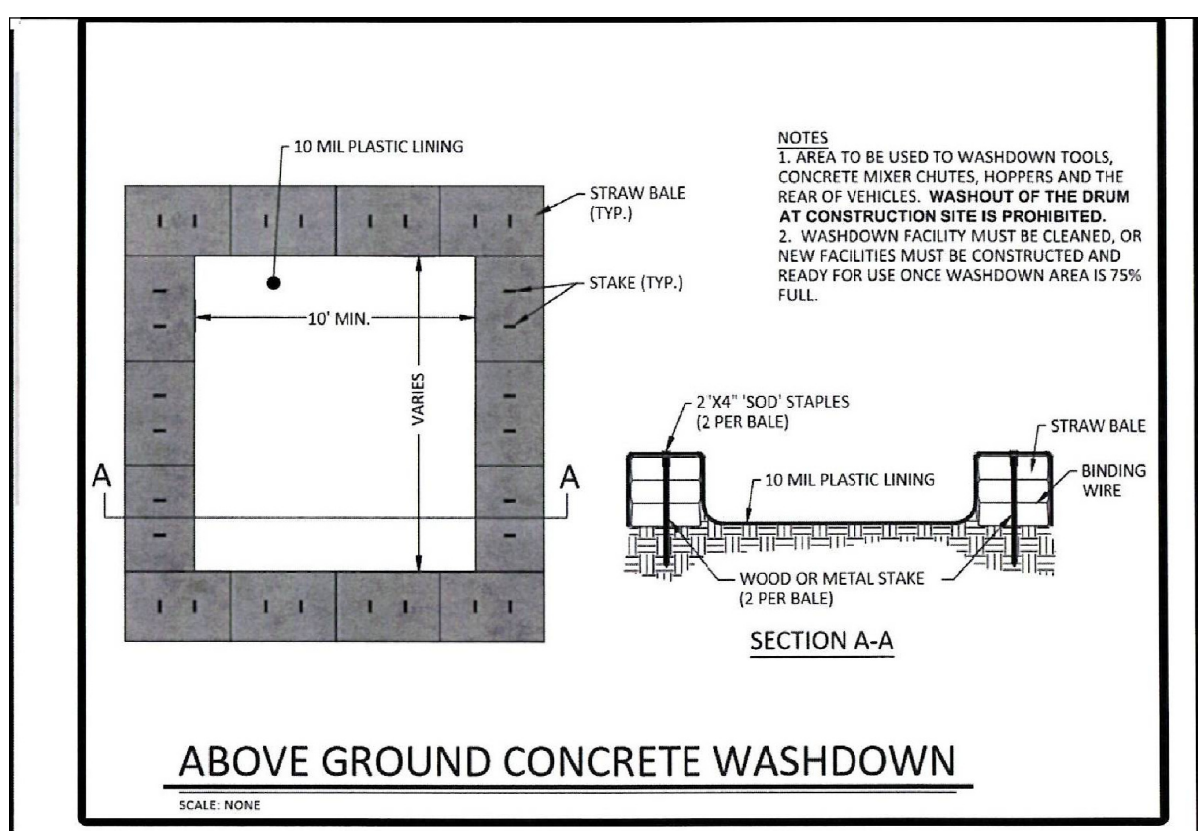 10 MIL PLASTIC LINING
STRAW BALE
(TYP.)
STAKE (TYP.)
10' MIN.
VARIES
A
A
NOTES
1. AREA TO BE USED TO WASHDOWN TOOLS,
CONCRETE MIXER CHUTES, HOPPERS AND THE
REAR OF VEHICLES. WASHOUT OF THE DRUM
AT CONSTRUCTION SITE IS PROHIBITED.
2. WASHDOWN FACILITY MUST BE CLEANED, OR
NEW FACILITIES MUST BE CONSTRUCTED AND
READY FOR USE ONCE WASHDOWN AREA IS 75%
FULL.
2'X4" 'SOD' STAPLES
(2 PER BALE)
STRAW BALE
10 MIL PLASTIC LINING
BINDING
WIRE
WOOD OR METAL STAKE
(2 PER BALE)
SECTION A-A
ABOVE GROUND CONCRETE WASHDOWN
SCALE: NONE